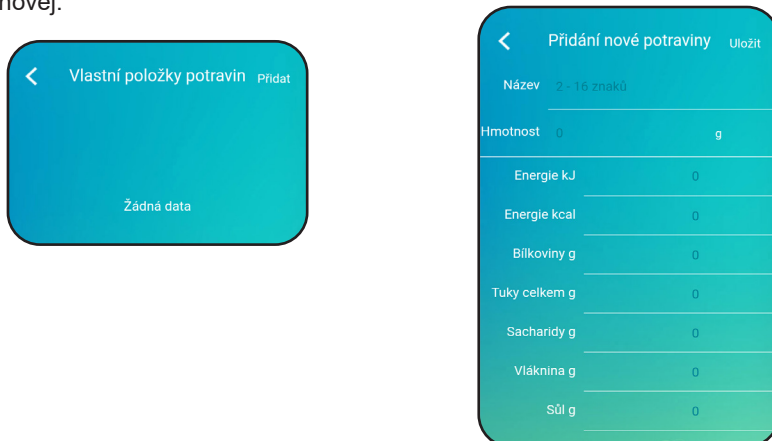 Vlastní položky potravin Přidat
Žádná data
Přidání nové potraviny Uložit
Název 2 - 16 znaků
Hmotnost 0 g
Energie kJ 0
Energie kcal 0
Bílkoviny g 0
Tuky celkem g 0
Sacharidy g 0
Vláknina g 0
Sůl g 0